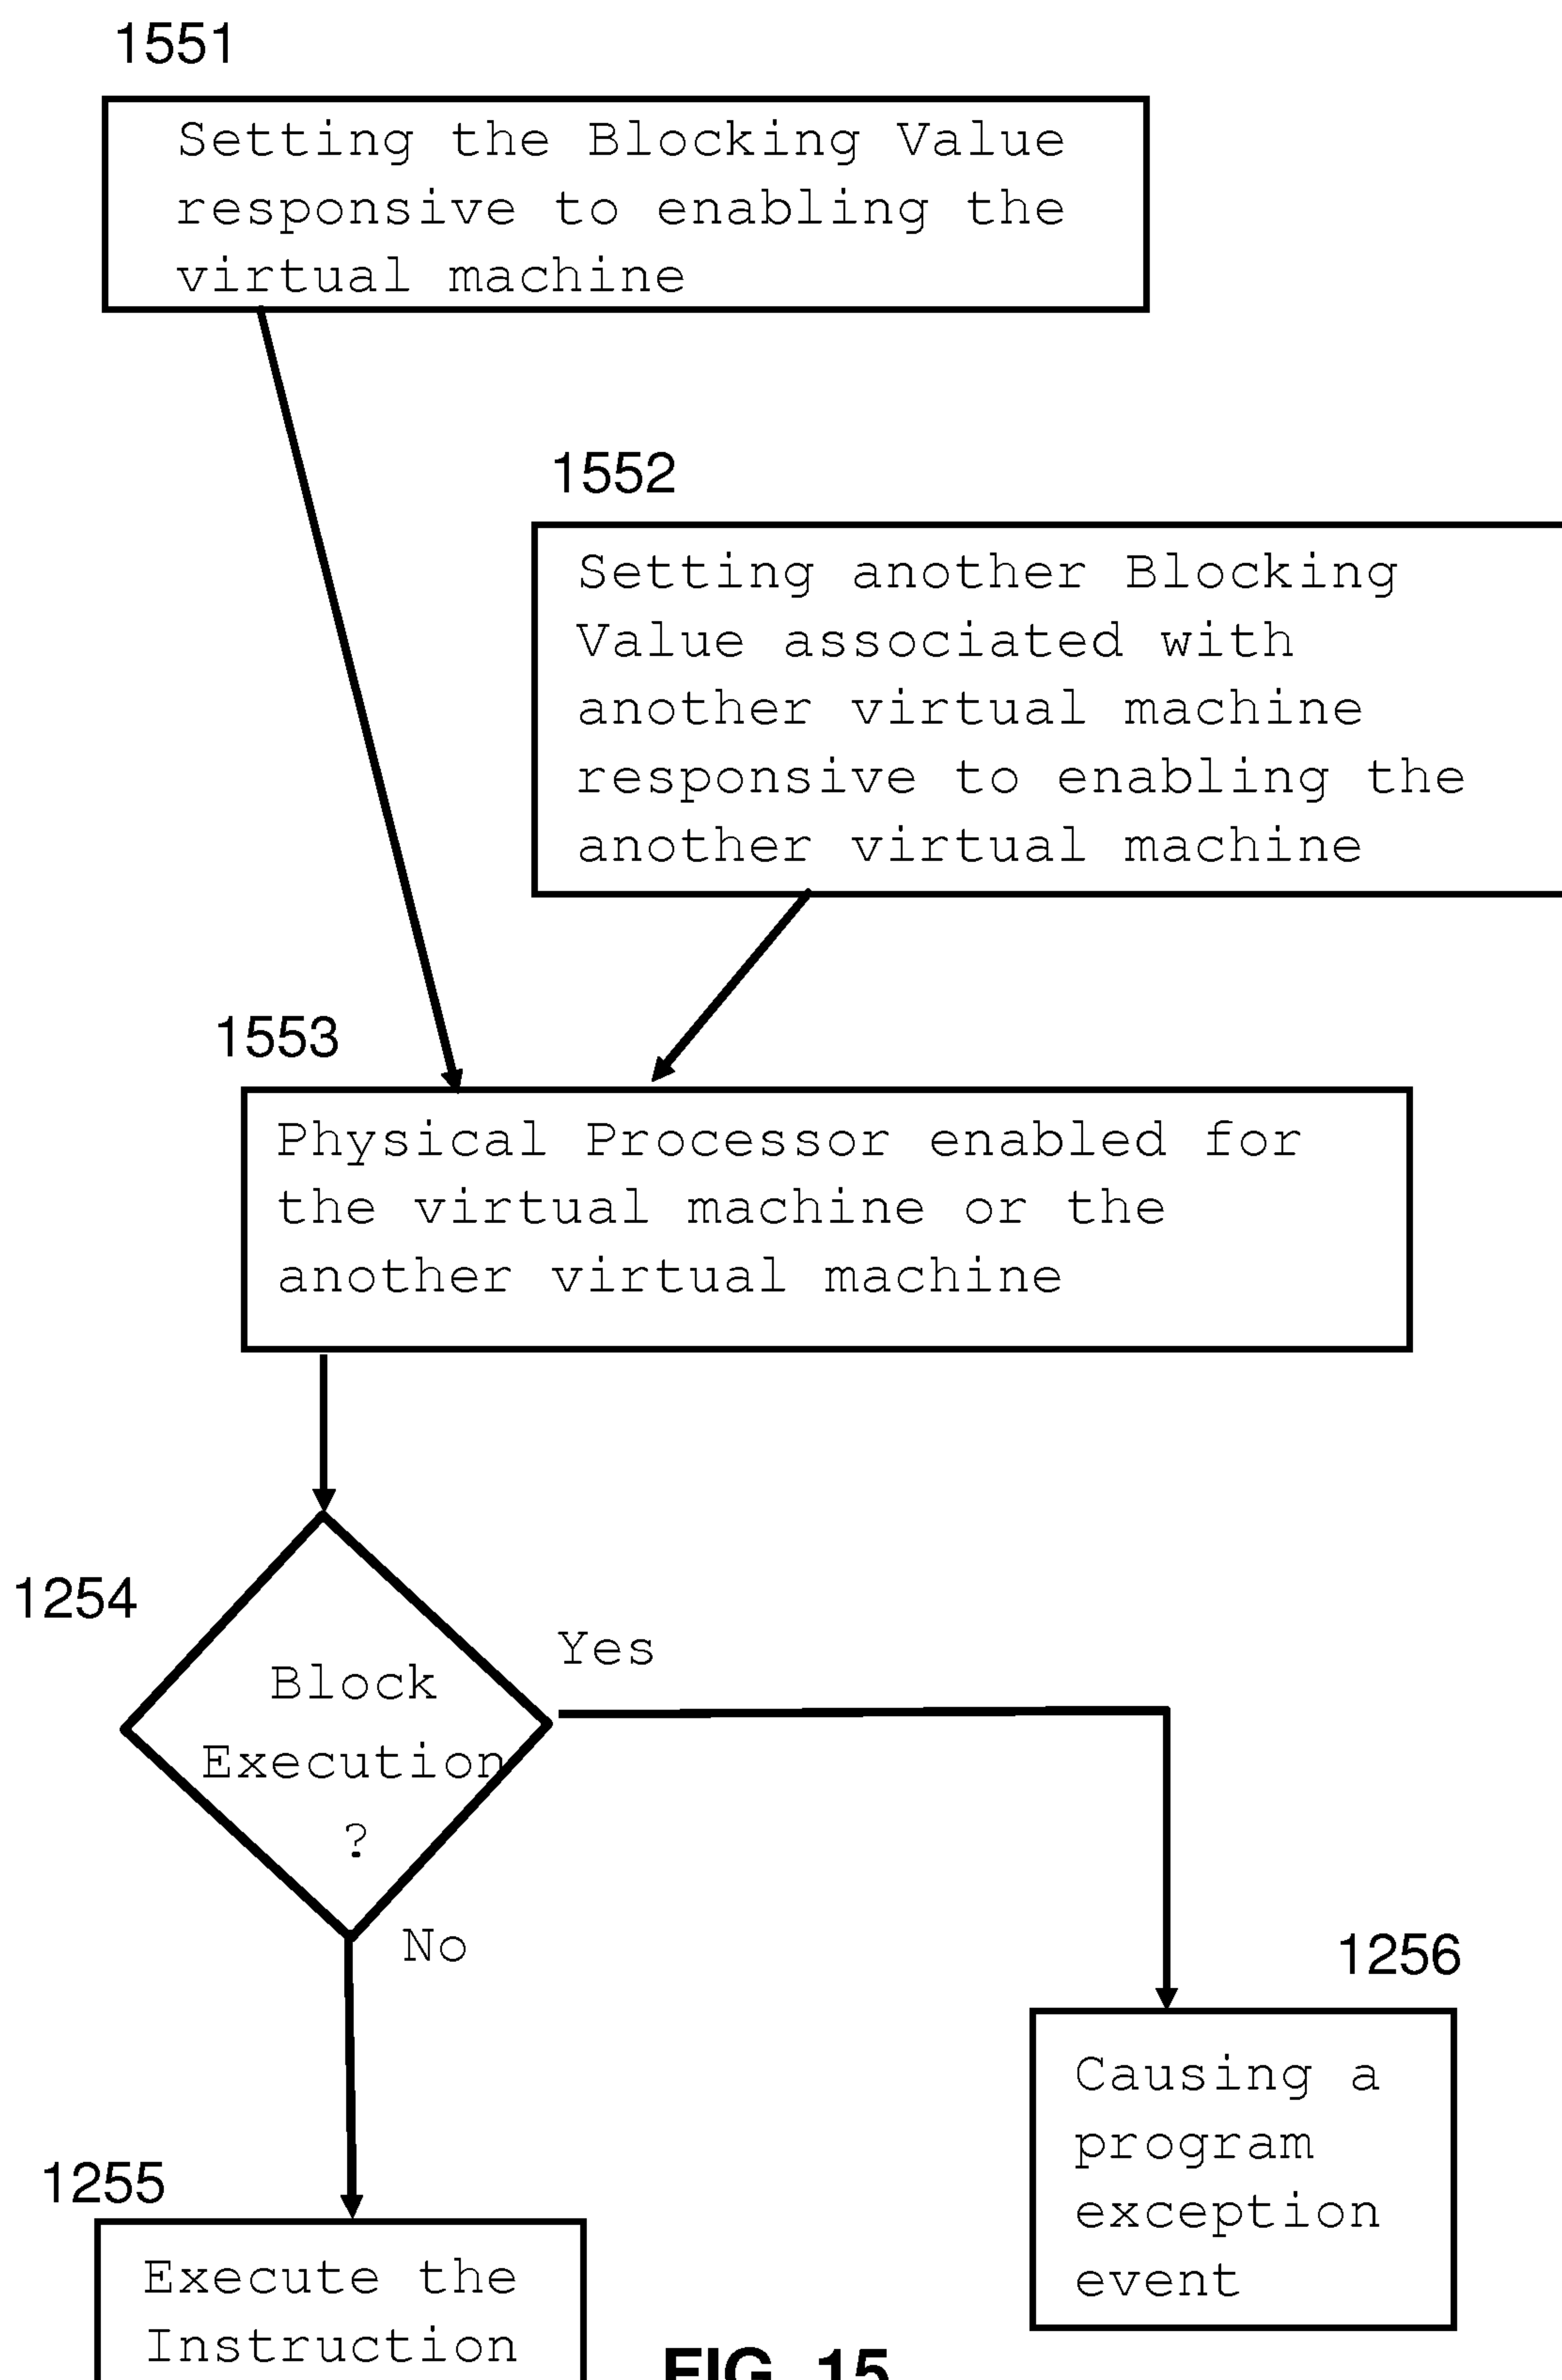 1551
Setting the Blocking Value
responsive to enabling the
virtual machine
1552
Setting another Blocking
Value associated with
another virtual machine
responsive to enabling the
another virtual machine
1553
Physical Processor enabled for
the virtual machine or the
another virtual machine
1254
Block
Execution
?
Yes
No
1256
Causing a
program
exception
event
1255
Execute the
Instruction
FIG. 15